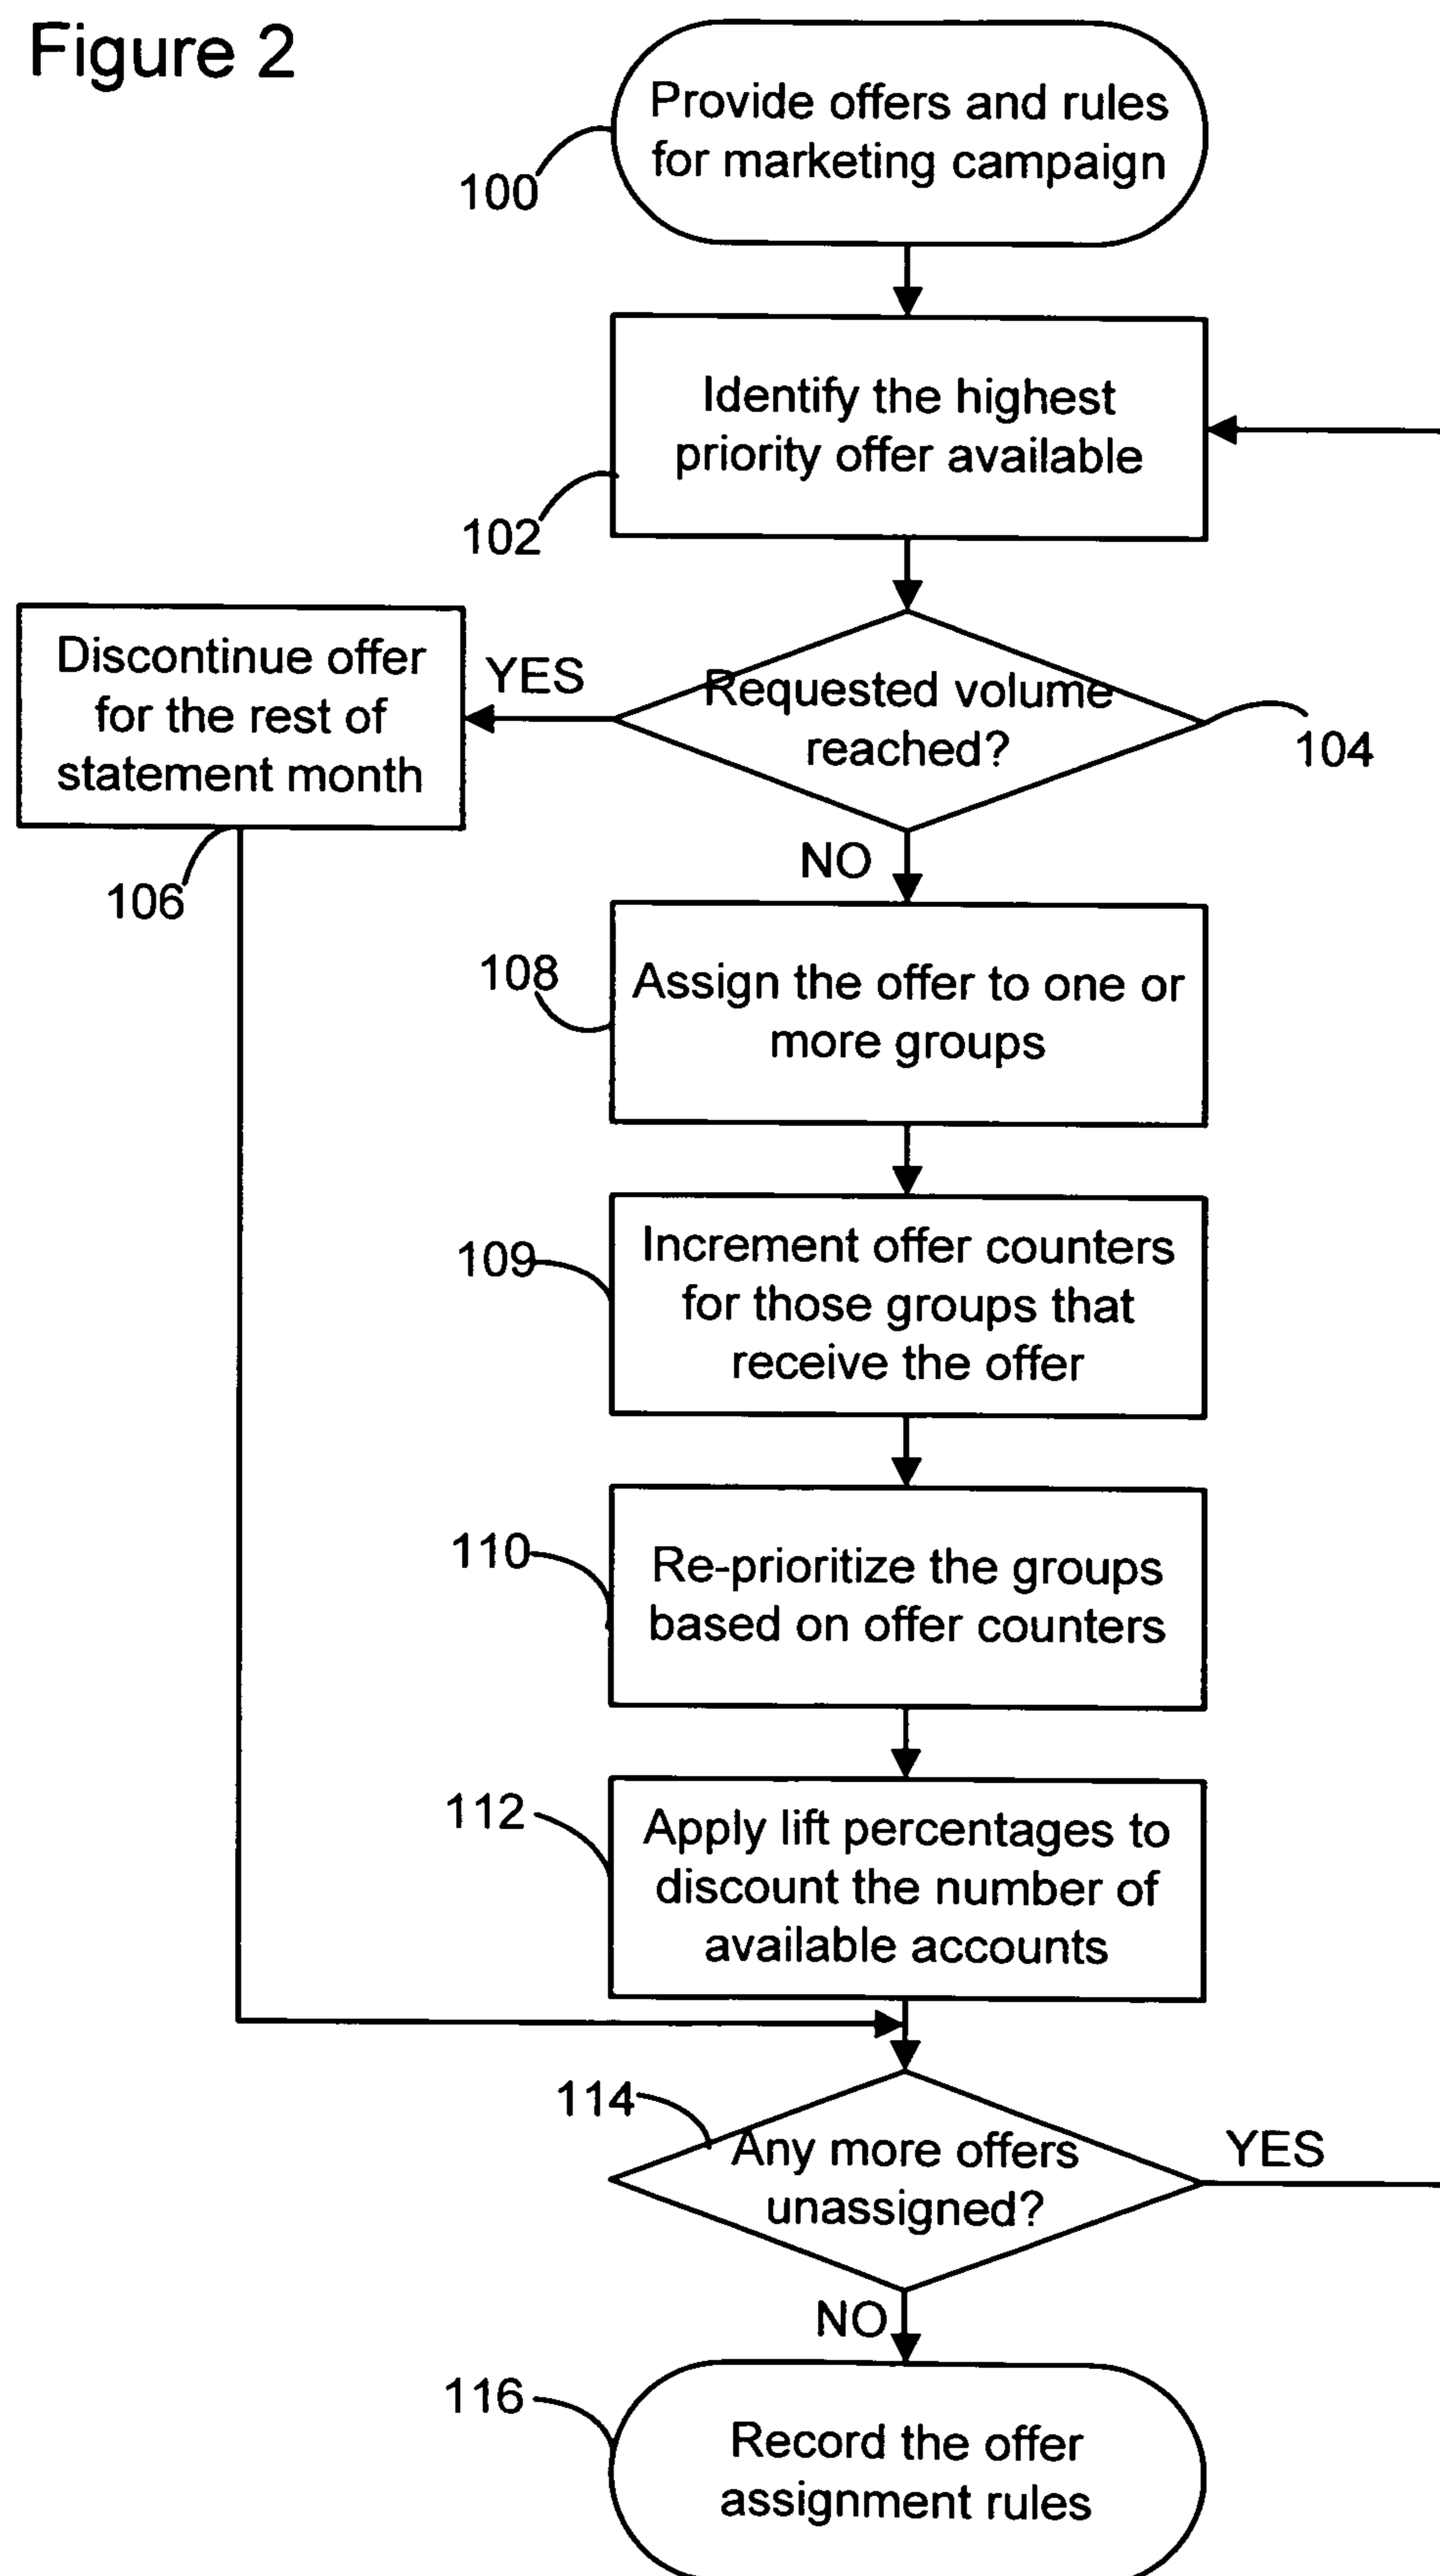 Figure 2
Provide offers and rules
for marketing campaign
100
Identify the highest
priority offer available
102
Discontinue offer
for the rest of
statement month
YES
Requested volume
reached?
104
106
NO
108
Assign the offer to one or
more groups
109
Increment offer counters
for those groups that
receive the offer
110
Re-prioritize the groups
based on offer counters
112
Apply lift percentages to
discount the number of
available accounts
114
Any more offers
unassigned?
YES
NO
116
Record the offer
assignment rules